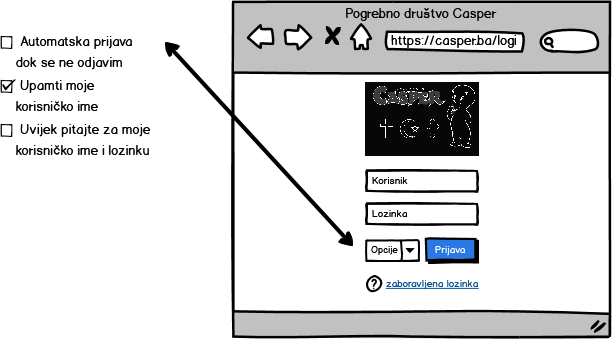 Pogrebno društvo Casper
https://casper.ba/logi
Automatska prijava
dok se ne odjavim
Upamti moje
korisničko ime
Uvijek pitajte za moje
korisničko ime i lozinku
CASPER
Korisnik
Lozinka
Opcije
Prijava
? zaboravljena lozinka